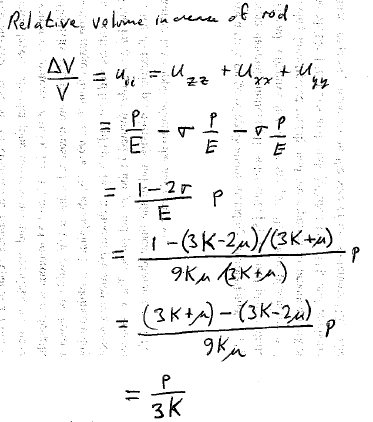 Relative volume increase of rod
ΔV/V = u_ii = u_zz + u_xx + u_yy
= P/E - σ P/E - σ P/E
= (1-2σ)/E P
= (1-(3K-2μ)/(3K+μ))/(9Kμ/(3K+μ)) P
= ((3K+μ)-(3K-2μ))/(9Kμ) P
= P/3K